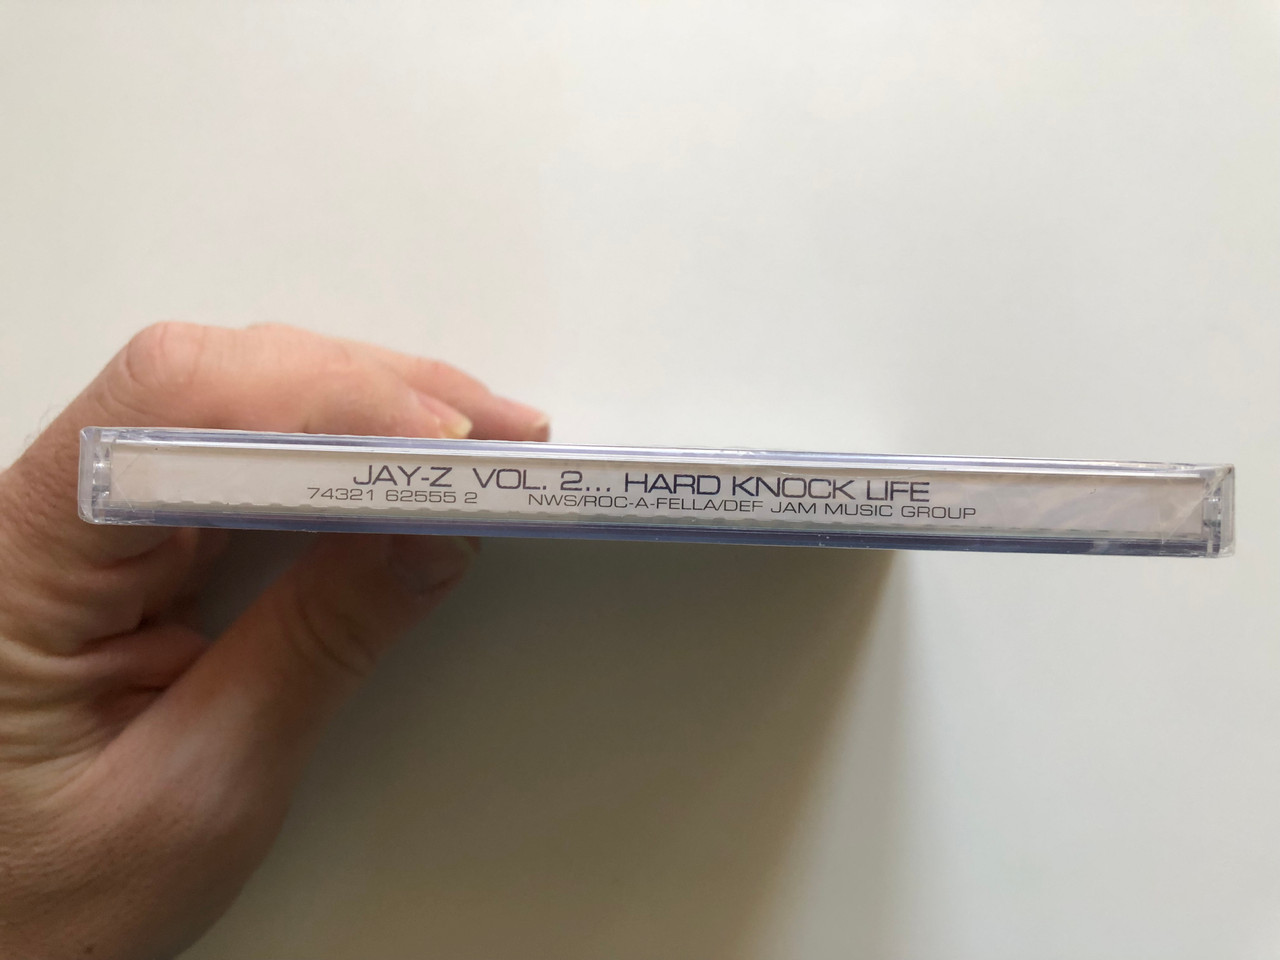 JAY-Z VOL. 2... HARD KNOCK LIFE
74321 62555 2 NWS/ROC-A-FELLA/DEF JAM MUSIC GROUP